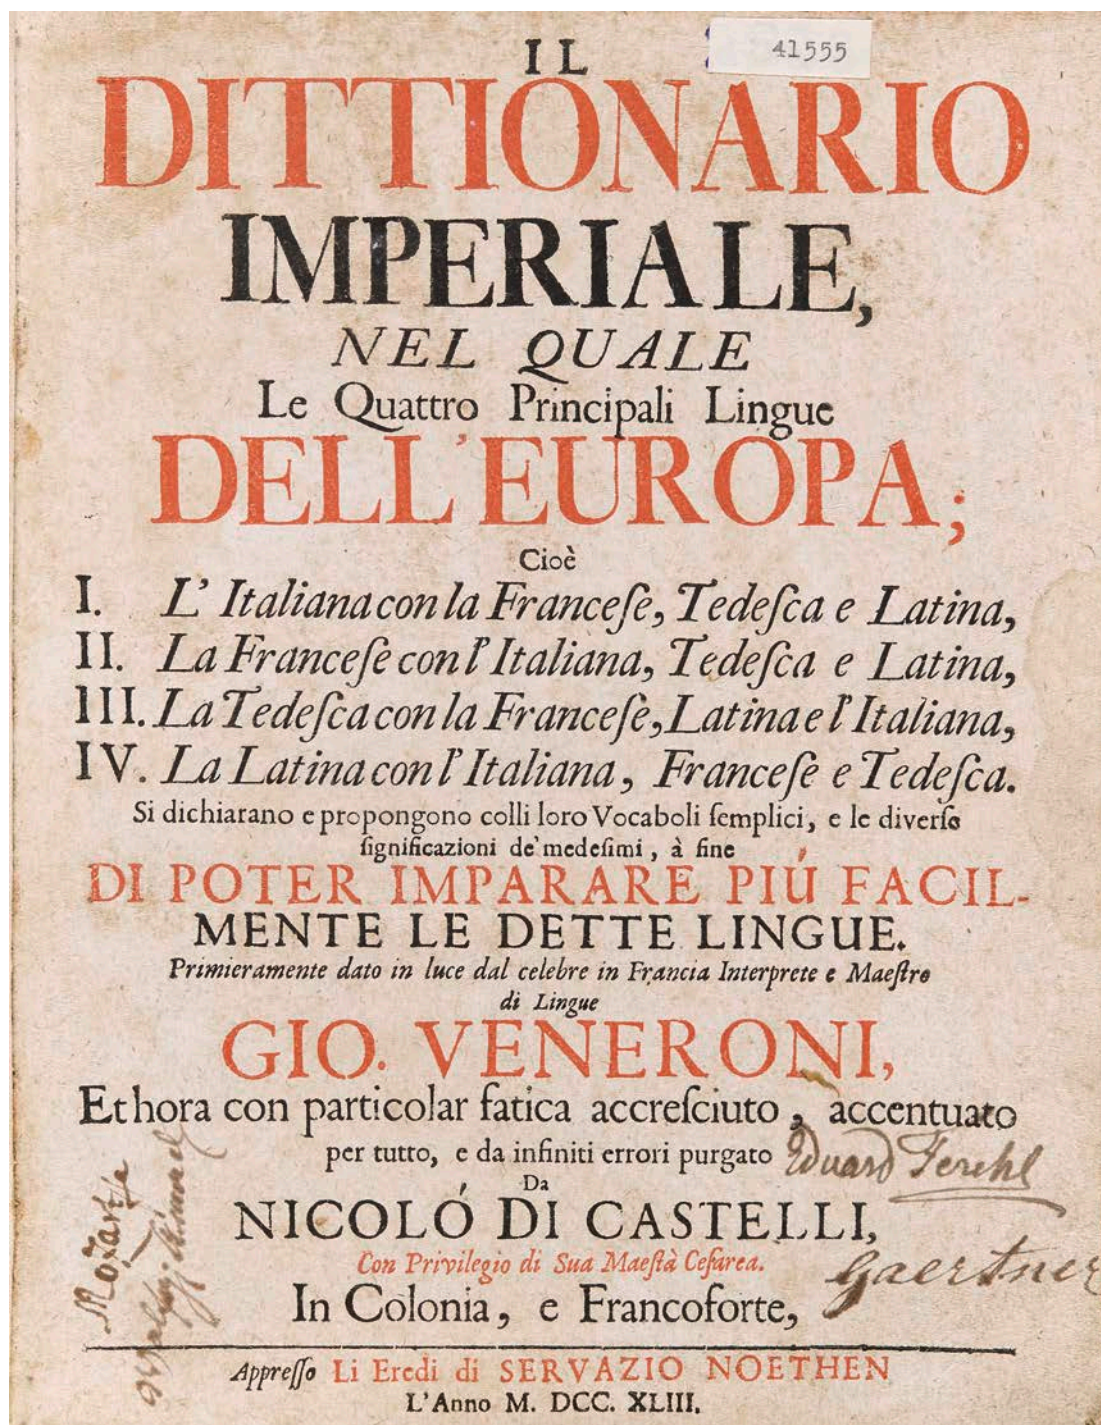 41555
IL
DITTIONARIO
IMPERIALE,
NEL QUALE
Le Quattro Principali Lingue
DELL'EUROPA;
Cioè
I. L' Italiana con la Franceſe, Tedeſca e Latina,
II. La Franceſe con l'Italiana, Tedeſca e Latina,
III. La Tedeſca con la Franceſe, Latina e l'Italiana,
IV. La Latina con l'Italiana, Franceſe e Tedeſca.
Si dichiarano e propongono colli loro Vocaboli ſemplici, e le diverſe
ſignificazioni de' medeſimi, à fine
DI POTER IMPARARE PIÚ FACIL-
MENTE LE DETTE LINGUE.
Primieramente dato in luce dal celebre in Francia Interprete e Maeſtro
di Lingue
GIO. VENERONI,
Et hora con particolar fatica accreſciuto, accentuato
per tutto, e da infiniti errori purgato
Eduard Ferchl
Da
NICOLÓ DI CASTELLI,
Con Privilegio di Sua Maeſtà Ceſarea.
Gaertner
In Colonia, e Francoforte,
Mozart
Appreſſo Li Eredi di SERVAZIO NOETHEN
L'Anno M. DCC. XLIII.